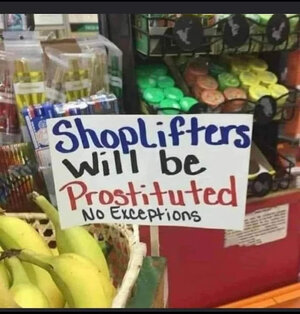 Shoplifters
Will be
Prostituted
No Exceptions